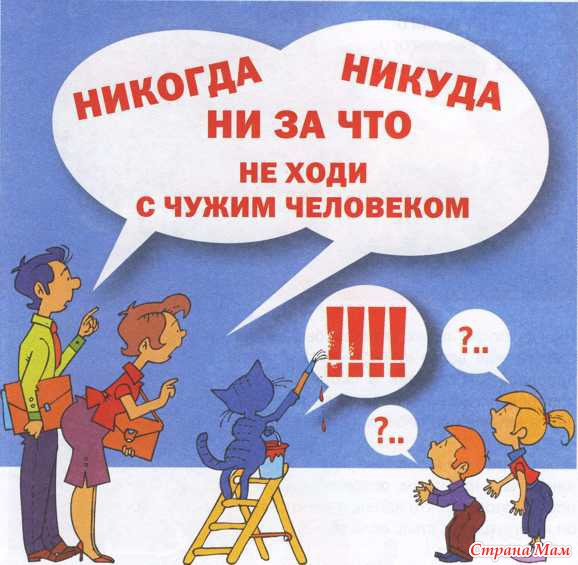 НИКОГДА НИКУДА
НИ ЗА ЧТО
НЕ ХОДИ
С ЧУЖИМ ЧЕЛОВЕКОМ
!!!!
?..
?..
Страна Мам